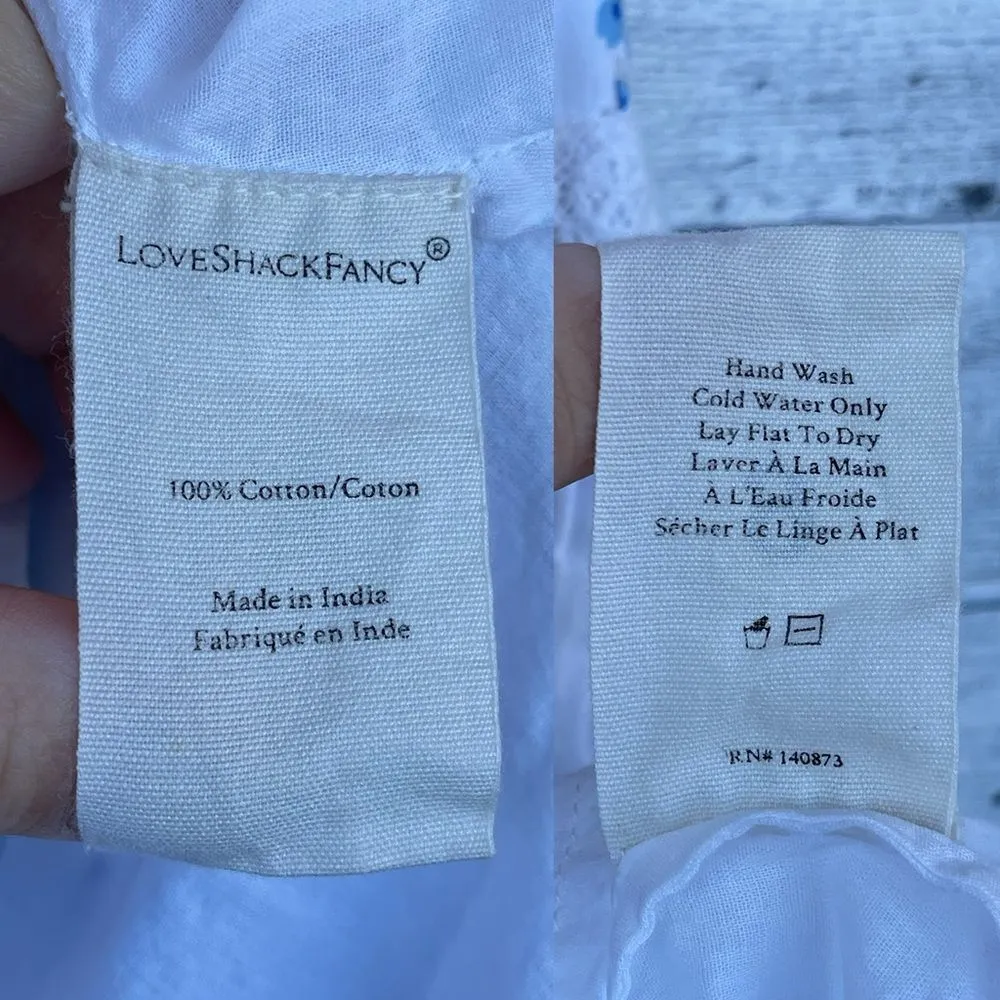 LOVESHACKFANCY®
100% Cotton/Coton
Made in India
Fabriqué en Inde
Hand Wash
Cold Water Only
Lay Flat To Dry
Laver À La Main
À L'Eau Froide
Sécher Le Linge À Plat
RN# 140873